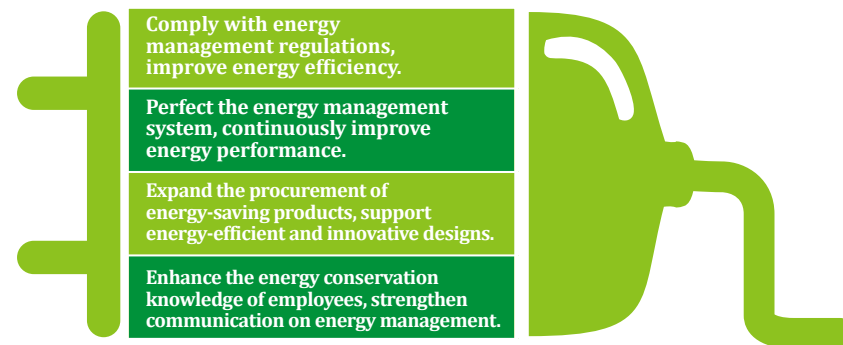 Comply with energy
management regulations,
improve energy efficiency.
Perfect the energy management
system, continuously improve
energy performance.
Expand the procurement of
energy-saving products, support
energy-efficient and innovative designs.
Enhance the energy conservation
knowledge of employees, strengthen
communication on energy management.